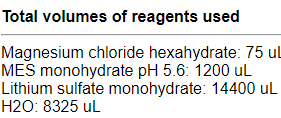 Total volumes of reagents used
Magnesium chloride hexahydrate: 75 uL
MES monohydrate pH 5.6: 1200 uL
Lithium sulfate monohydrate: 14400 uL
H2O: 8325 uL